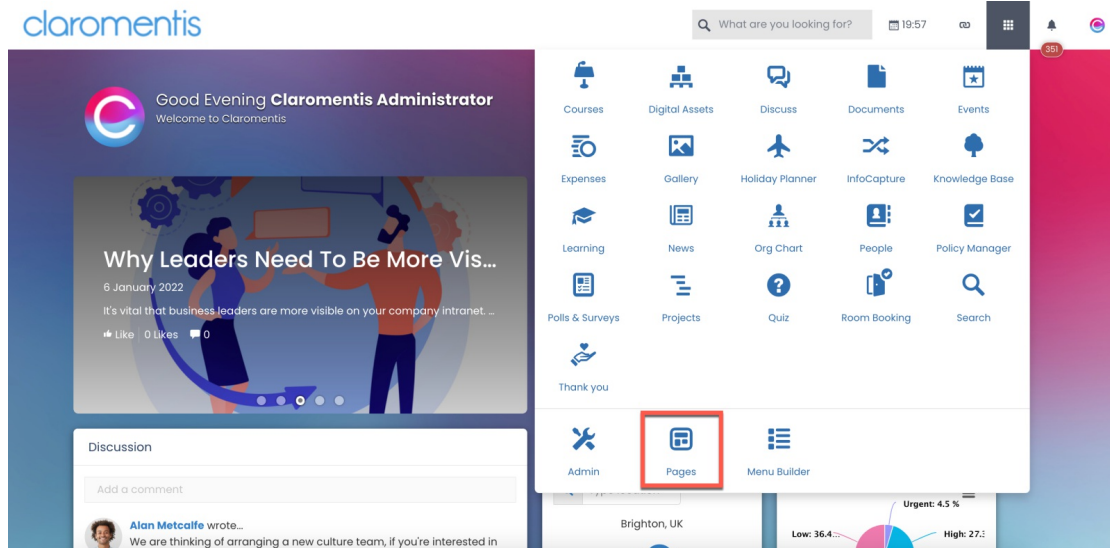 claromentis
What are you looking for?
19:57
351
Good Evening Claromentis Administrator
Welcome to Claromentis
Why Leaders Need To Be More Vis...
6 January 2022
It's vital that business leaders are more visible on your company intranet. ...
Like 0 Likes 0
Discussion
Add a comment
Alan Metcalfe wrote...
We are thinking of arranging a new culture team, if you're interested in
Courses Digital Assets Discuss Documents Events
Expenses Gallery Holiday Planner InfoCapture Knowledge Base
Learning News Org Chart People Policy Manager
Polls & Surveys Projects Quiz Room Booking Search
Thank you
Admin Pages Menu Builder
Brighton, UK
Urgent: 4.5 %
Low: 36.4... High: 27.3